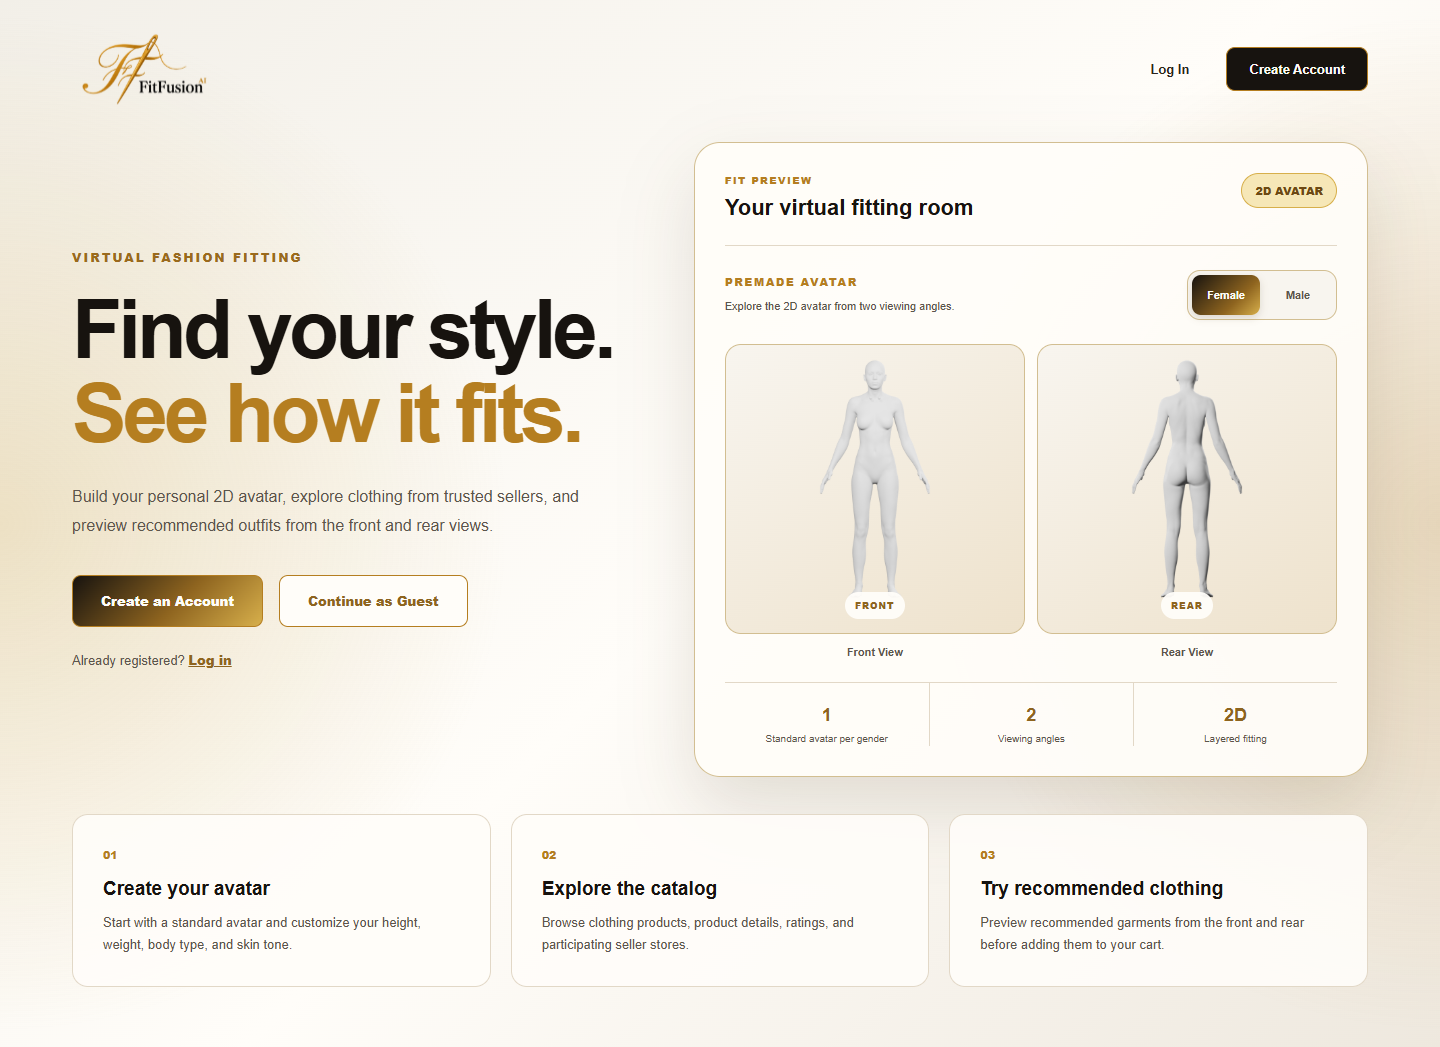 FitFusion AI
Log In
Create Account
VIRTUAL FASHION FITTING
Find your style.
See how it fits.
Build your personal 2D avatar, explore clothing from trusted sellers, and
preview recommended outfits from the front and rear views.
Create an Account
Continue as Guest
Already registered? Log in
FIT PREVIEW
Your virtual fitting room
2D AVATAR
PREMADE AVATAR
Explore the 2D avatar from two viewing angles.
Female
Male
FRONT
REAR
Front View
Rear View
1
Standard avatar per gender
2
Viewing angles
2D
Layered fitting
01
Create your avatar
Start with a standard avatar and customize your height,
weight, body type, and skin tone.
02
Explore the catalog
Browse clothing products, product details, ratings, and
participating seller stores.
03
Try recommended clothing
Preview recommended garments from the front and rear
before adding them to your cart.